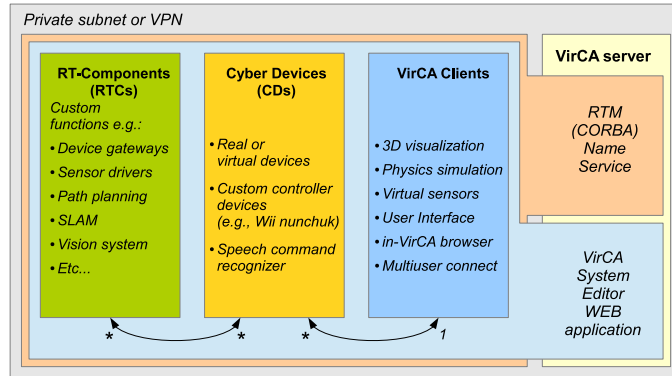 Private subnet or VPN
RT-Components
(RTCs)
Custom
functions e.g.:
• Device gateways
• Sensor drivers
• Path planning
• SLAM
• Vision system
• Etc...
Cyber Devices
(CDs)
• Real or
virtual devices
• Custom controller
devices
(e.g., Wii nunchuk)
• Speech command
recognizer
VirCA Clients
• 3D visualization
• Physics simulation
• Virtual sensors
• User Interface
• in-VirCA browser
• Multiuser connect
VirCA server
RTM
(CORBA)
Name
Service
VirCA
System
Editor
WEB
application
* * * 1